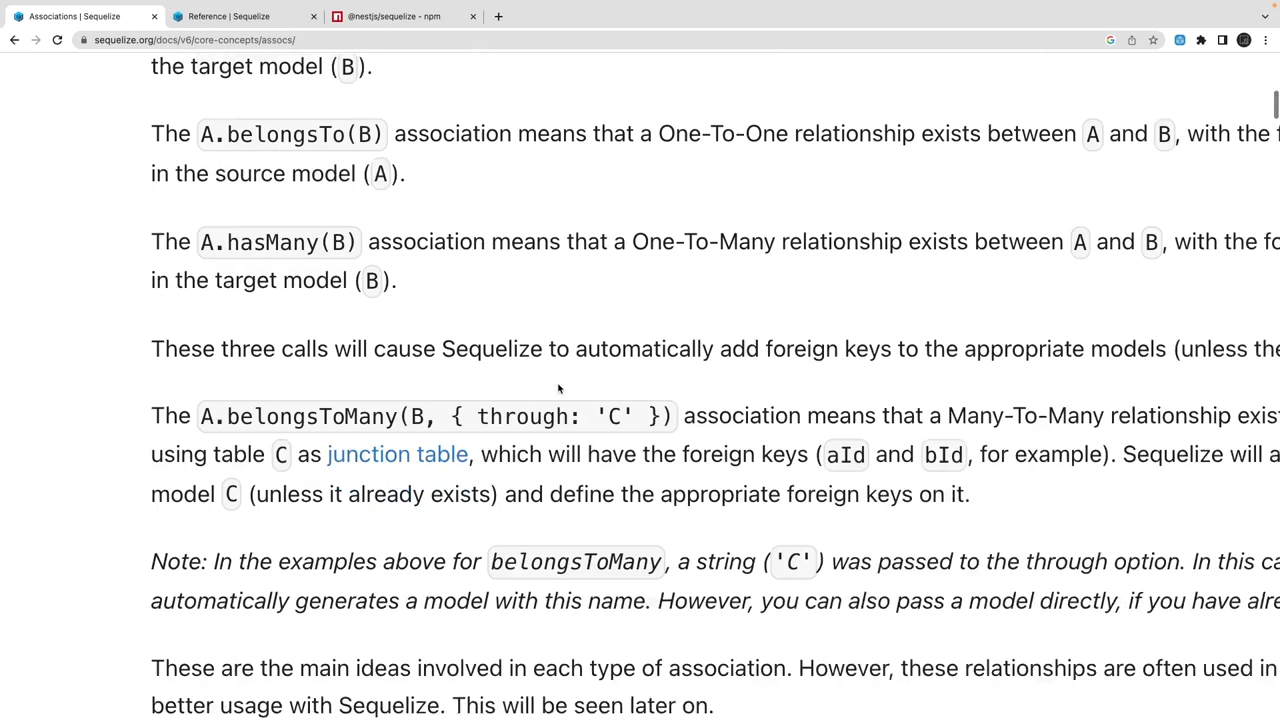 Associations | Sequelize
Reference | Sequelize
@nestjs/sequelize - npm
sequelize.org/docs/v6/core-concepts/assocs/
the target model (B).
The A.belongsTo(B) association means that a One-To-One relationship exists between A and B, with the f
in the source model (A).
The A.hasMany(B) association means that a One-To-Many relationship exists between A and B, with the fo
in the target model (B).
These three calls will cause Sequelize to automatically add foreign keys to the appropriate models (unless the
The A.belongsToMany(B, { through: 'C' }) association means that a Many-To-Many relationship exis
using table C as junction table, which will have the foreign keys (aId and bId, for example). Sequelize will a
model C (unless it already exists) and define the appropriate foreign keys on it.
Note: In the examples above for belongsToMany, a string ('C') was passed to the through option. In this ca
automatically generates a model with this name. However, you can also pass a model directly, if you have alre
These are the main ideas involved in each type of association. However, these relationships are often used in
better usage with Sequelize. This will be seen later on.